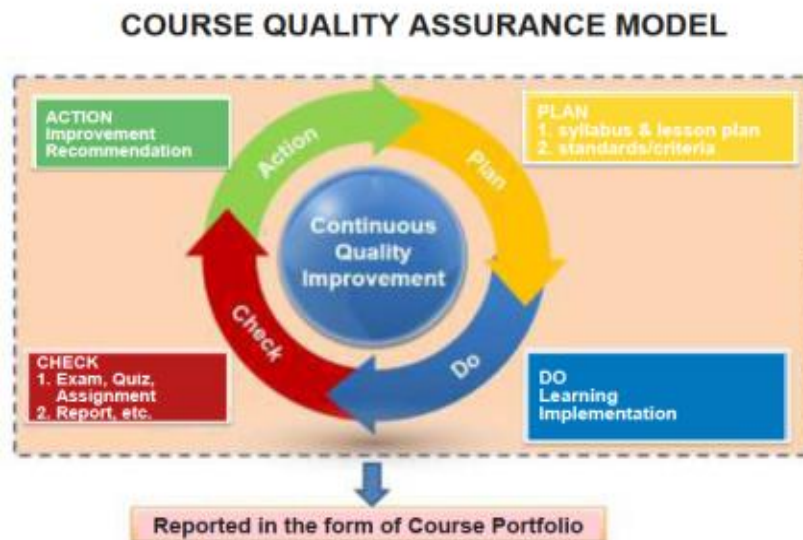 COURSE QUALITY ASSURANCE MODEL
ACTION
Improvement
Recommendation
PLAN
1. syllabus & lesson plan
2. standards/criteria
Action
Plan
Continuous
Quality
Improvement
Check
Do
CHECK
1. Exam, Quiz,
Assignment
2. Report, etc.
DO
Learning
Implementation
Reported in the form of Course Portfolio